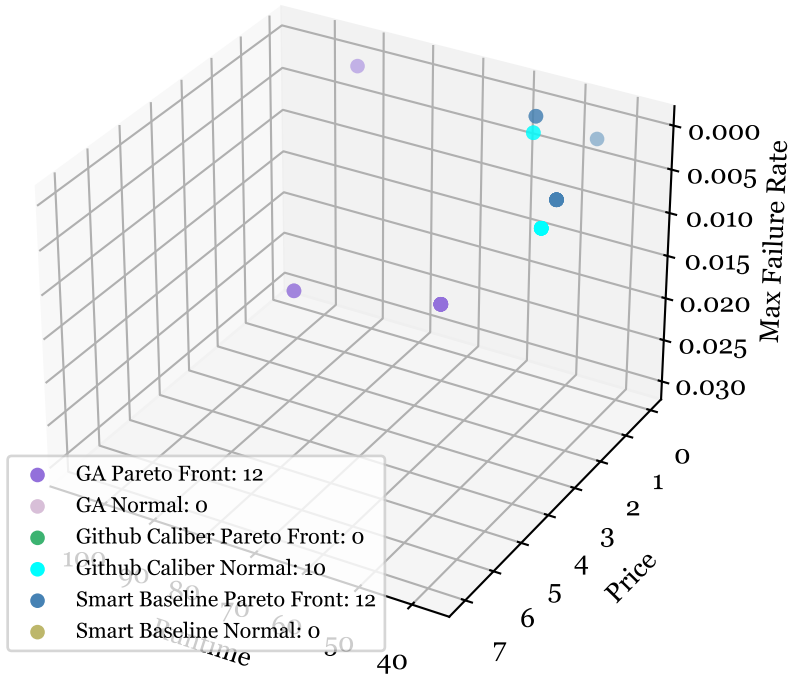 0.000
0.005
0.010
0.015
0.020
0.025
0.030
Max Failure Rate
0
1
2
3
4
5
6
7
Price
100
90
80
70
60
50
40
Runtime
GA Pareto Front: 12
GA Normal: 0
Github Caliber Pareto Front: 0
Github Caliber Normal: 10
Smart Baseline Pareto Front: 12
Smart Baseline Normal: 0